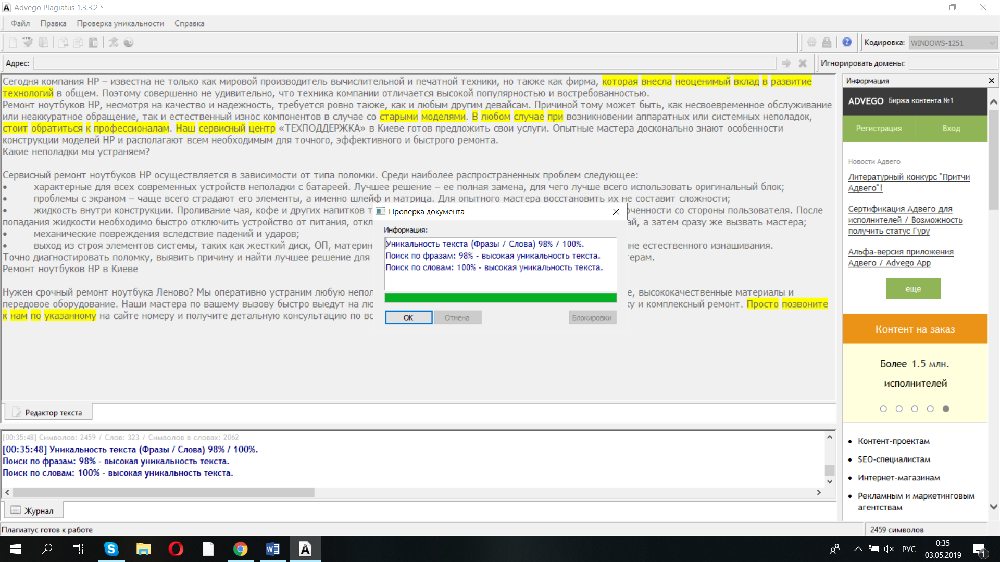 Advego Plagiatus 1.3.3.2 *
Файл Правка Проверка уникальности Справка
HTML
Кодировка: WINDOWS-1251
Адрес:
Игнорировать домены:
Сегодня компания HP – известна не только как мировой производитель вычислительной и печатной техники, но также как фирма, которая внесла неоценимый вклад в развитие
технологий в общем. Поэтому совершенно не удивительно, что техника компании отличается высокой популярностью и востребованностью.
Ремонт ноутбуков HP, несмотря на качество и надежность, требуется ровно также, как и любым другим девайсам. Причиной тому может быть, как несвоевременное обслуживание
или неаккуратное обращение, так и естественный износ компонентов в случае со старыми моделями. В любом случае при возникновении аппаратных или системных неполадок,
стоит обратиться к профессионалам. Наш сервисный центр «ТЕХПОДДЕРЖКА» в Киеве готов предложить свои услуги. Опытные мастера досконально знают особенности
конструкции моделей HP и располагают всем необходимым для точного, эффективного и быстрого ремонта.
Какие неполадки мы устраняем?
Сервисный ремонт ноутбуков HP осуществляется в зависимости от типа поломки. Среди наиболее распространенных проблем следующее:
• характерные для всех современных устройств неполадки с батареей. Лучшее решение – ее полная замена, для чего лучше всего использовать оригинальный блок;
• проблемы с экраном – чаще всего страдают его элементы, а именно шлейф и матрица. Для опытного мастера восстановить их не составит сложности;
• жидкость внутри конструкции. Проливание чая, кофе и других напитков т
оченности со стороны пользователя. После
попадания жидкости необходимо быстро отключить устройство от питания, откл
ай, а затем сразу же вызвать мастера;
• механические повреждения вследствие падений и ударов;
• выход из строя элементов системы, таких как жесткий диск, ОП, материн
ине естественного изнашивания.
Точно диагностировать поломку, выявить причину и найти лучшее решение для
терам.
Ремонт ноутбуков HP в Киеве
Нужен срочный ремонт ноутбука Леново? Мы оперативно устраним любую непол
е, высококачественные материалы и
передовое оборудование. Наши мастера по вашему вызову быстро выедут на лю
ку и комплексный ремонт. Просто позвоните
к нам по указанному на сайте номеру и получите детальную консультацию по вс
Проверка документа
Информация:
Уникальность текста (Фразы / Слова) 98% / 100%.
Поиск по фразам: 98% - высокая уникальность текста.
Поиск по словам: 100% - высокая уникальность текста.
OK Отмена Блокировки
Редактор текста
[00:35:48] Символов: 2459 / Слов: 323 / Символов в словах: 2062
[00:35:48] Уникальность текста (Фразы / Слова) 98% / 100%.
Поиск по фразам: 98% - высокая уникальность текста.
Поиск по словам: 100% - высокая уникальность текста.
Журнал
Плагиатус готов к работе
2459 символов
Информация
ADVEGO Биржа контента №1
Регистрация Вход
Новости Адвего
Литературный конкурс "Притчи
Адвего"!
Сертификация Адвего для
исполнителей / Возможность
получить статус Гуру
Альфа-версия приложения
Адвего / Advego App
еще
Контент на заказ
Более 1.5 млн.
исполнителей
• Контент-проектам
• SEO-специалистам
• Интернет-магазинам
• Рекламным и маркетинговым
агентствам
РУС
0:35
03.05.2019
1